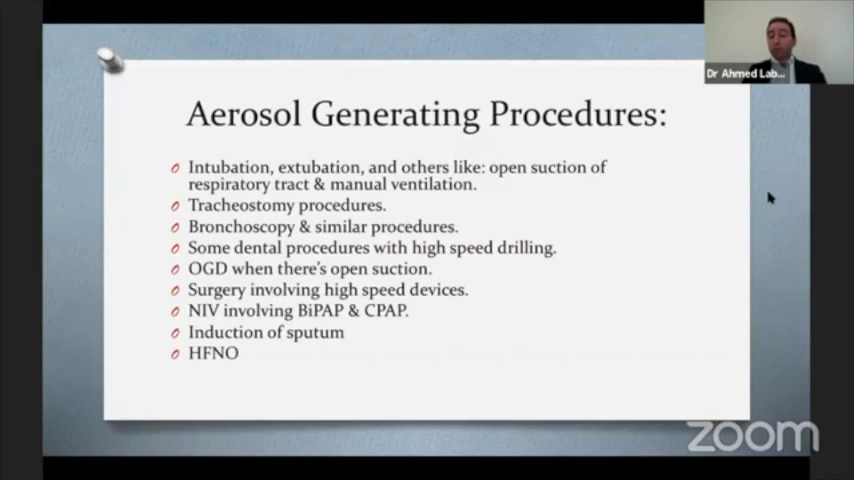 Dr Ahmed Lab...
Aerosol Generating Procedures:
Intubation, extubation, and others like: open suction of
respiratory tract & manual ventilation.
Tracheostomy procedures.
Bronchoscopy & similar procedures.
Some dental procedures with high speed drilling.
OGD when there's open suction.
Surgery involving high speed devices.
NIV involving BiPAP & CPAP.
Induction of sputum
HFNO
zoom